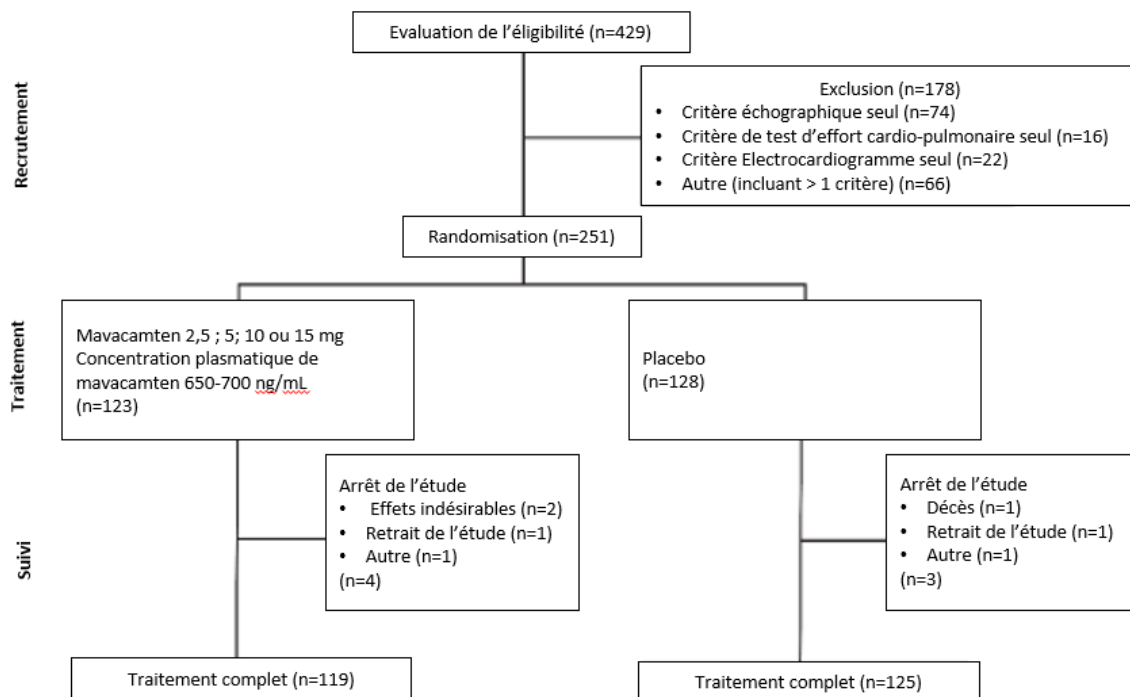 Evaluation de l'éligibilité (n=429)
Recrutement
Exclusion (n=178)
• Critère échographique seul (n=74)
• Critère de test d'effort cardio-pulmonaire seul (n=16)
• Critère Electrocardiogramme seul (n=22)
• Autre (incluant > 1 critère) (n=66)
Randomisation (n=251)
Traitement
Mavacamten 2,5 ; 5; 10 ou 15 mg
Concentration plasmatique de
mavacamten 650-700 ng/mL
(n=123)
Placebo
(n=128)
Suivi
Arrêt de l'étude
• Effets indésirables (n=2)
• Retrait de l'étude (n=1)
• Autre (n=1)
(n=4)
Arrêt de l'étude
• Décès (n=1)
• Retrait de l'étude (n=1)
• Autre (n=1)
(n=3)
Traitement complet (n=119)
Traitement complet (n=125)